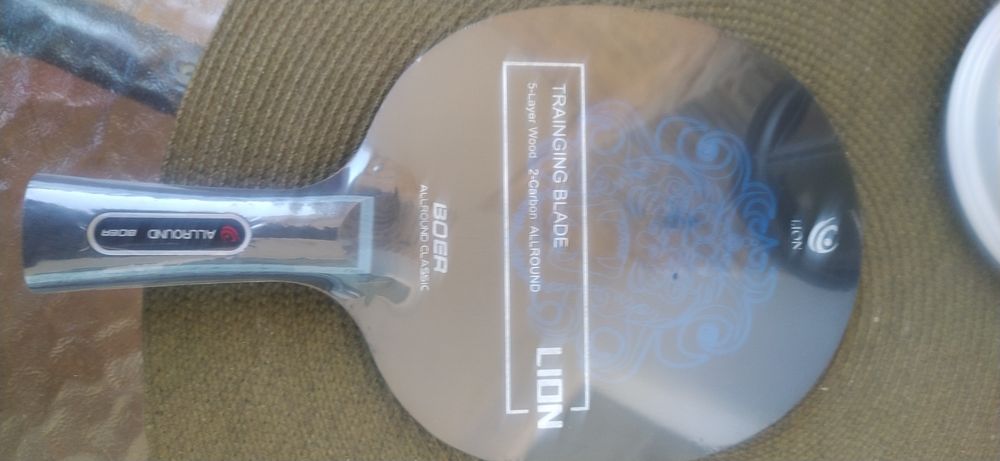 LION
TRAINGING BLADE
5-Layer Wood 2-Carbon ALLROUND
LION
BOER
ALLROUND CLASSIC
ALLROUND BOER